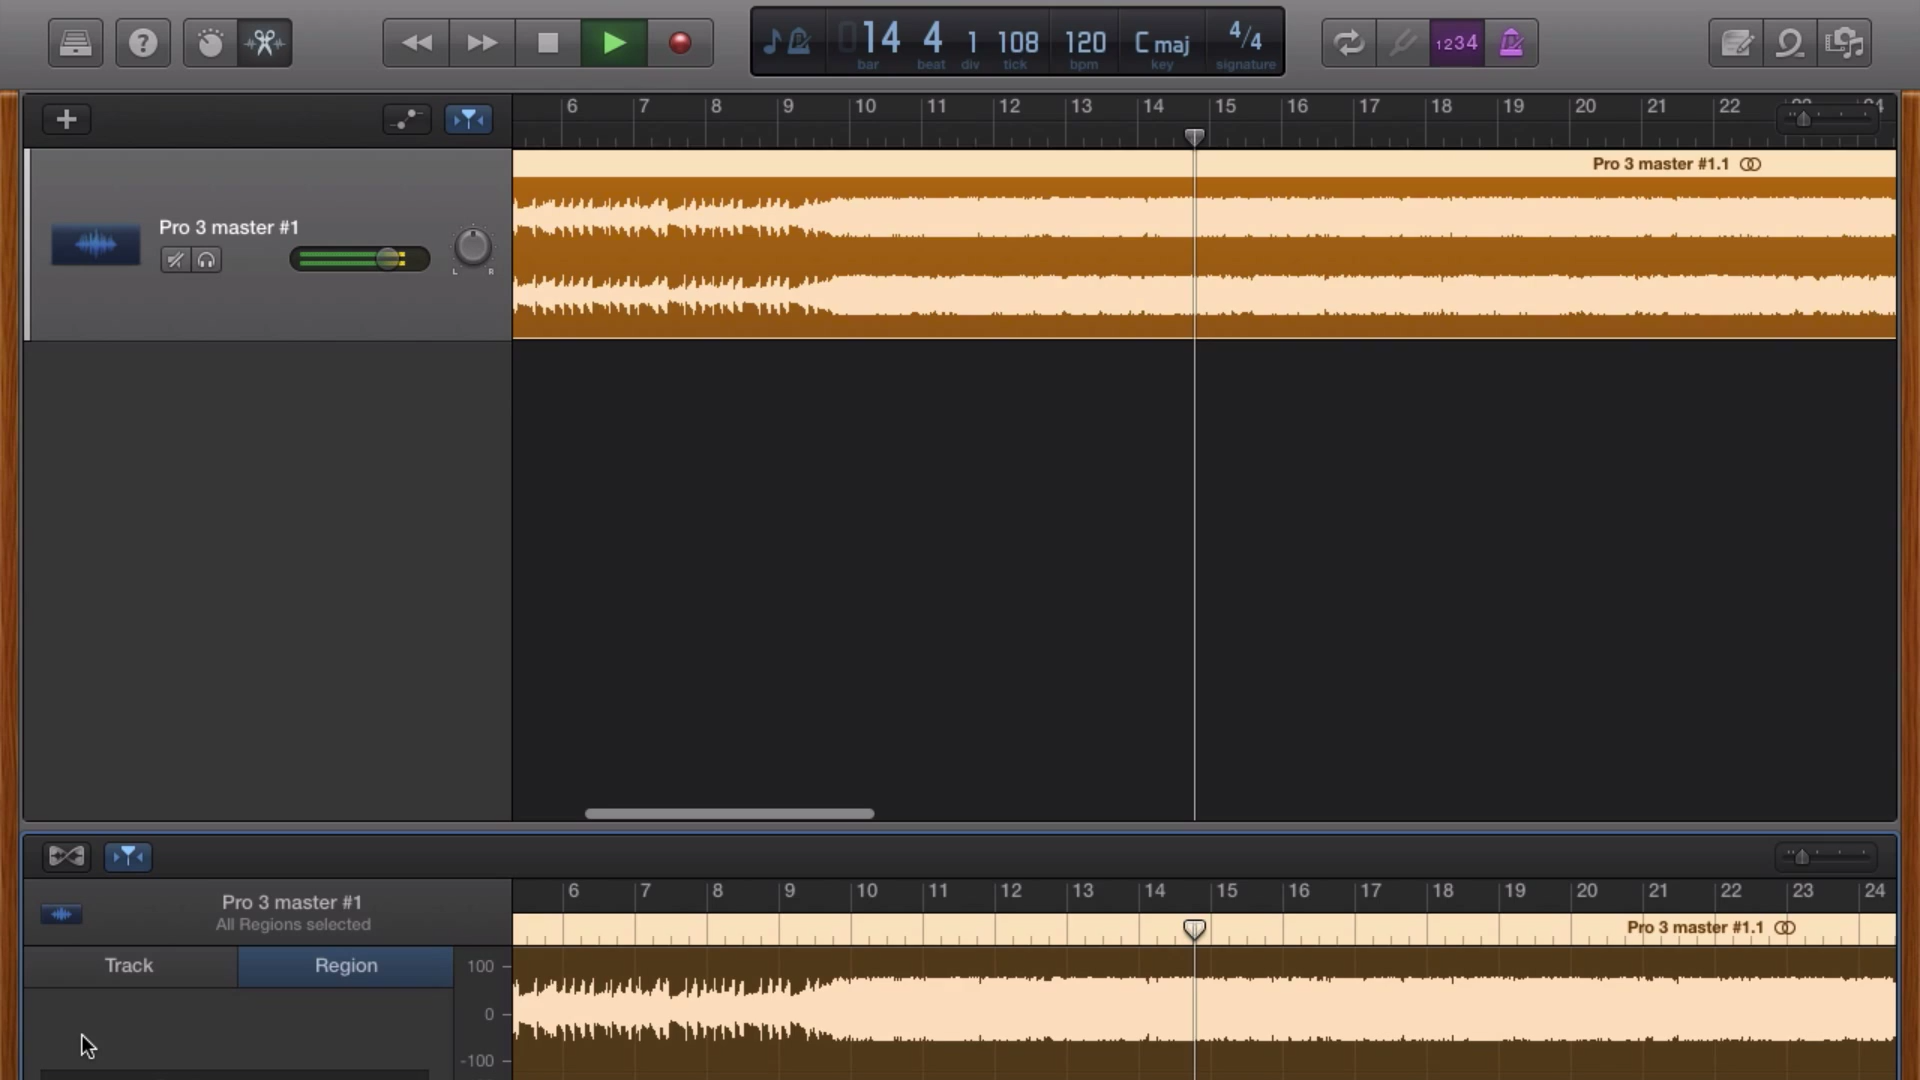 ?
14 4 1 108 120 C maj 4/4
bar beat div tick bpm key signature
1234
6 7 8 9 10 11 12 13 14 15 16 17 18 19 20 21 22
Pro 3 master #1.1
Pro 3 master #1
L R
6 7 8 9 10 11 12 13 14 15 16 17 18 19 20 21 22 23 24
Pro 3 master #1
All Regions selected
Pro 3 master #1.1
Track Region
100
0
-100